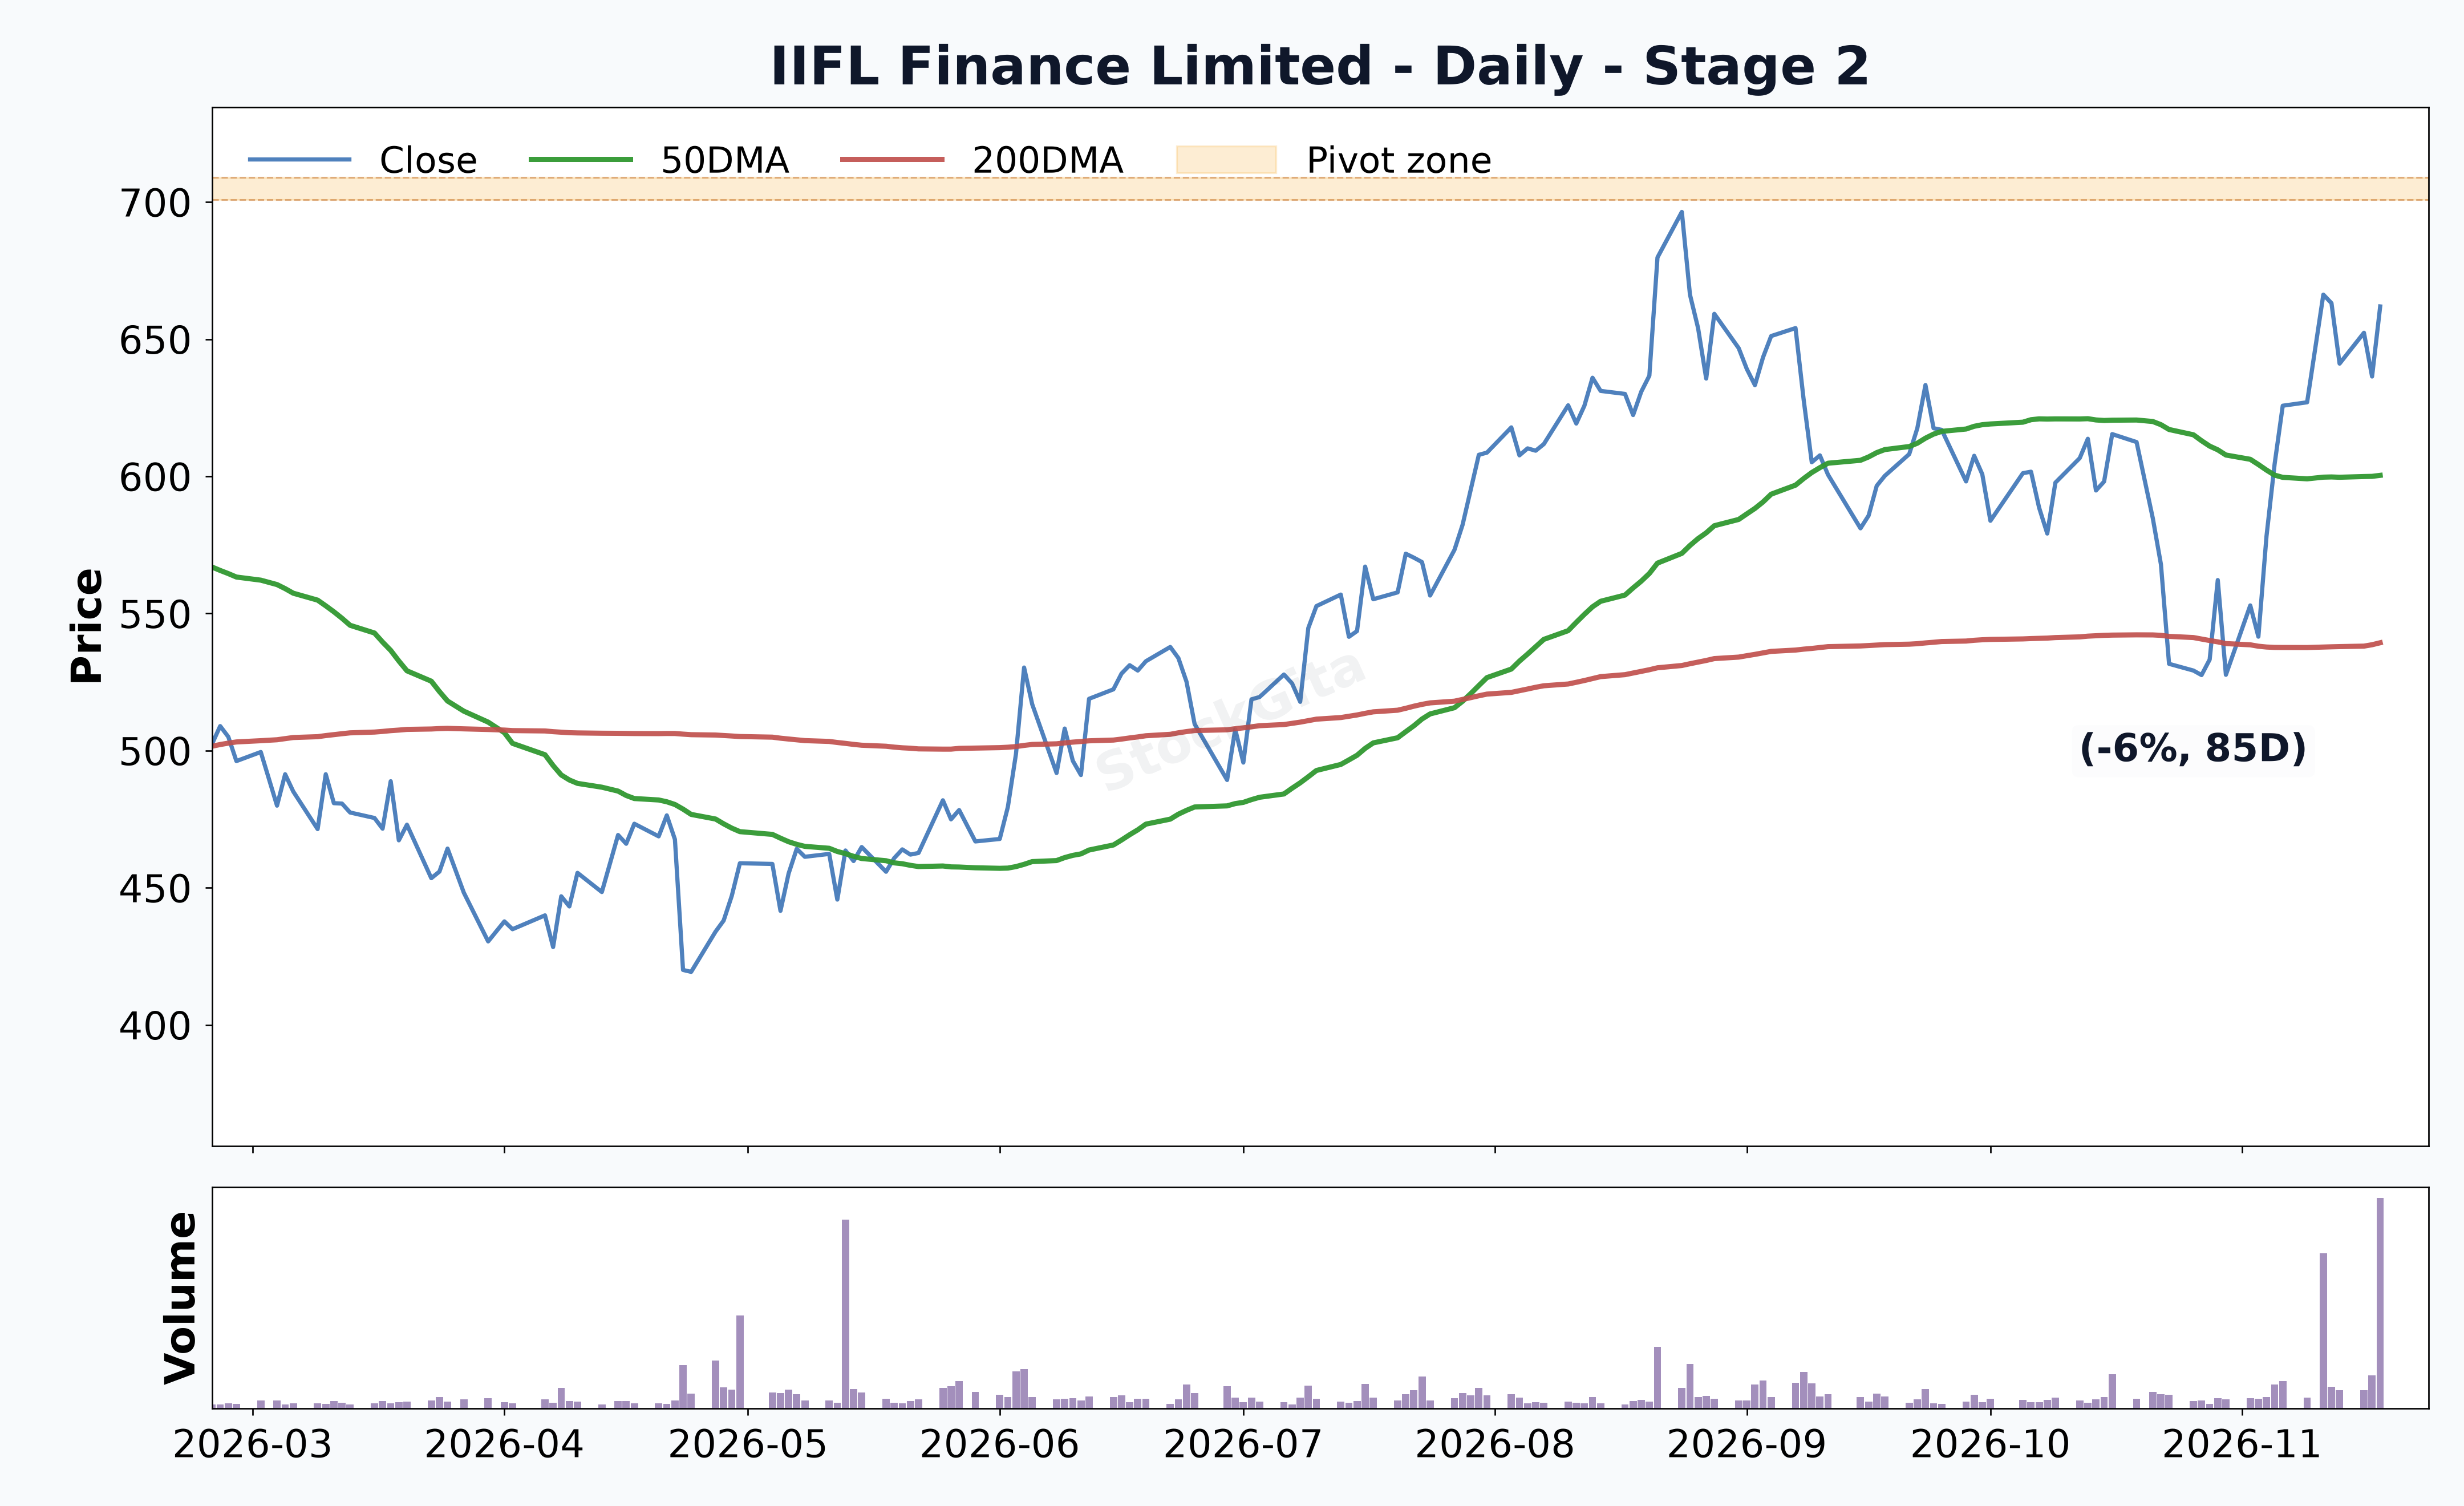 IIFL Finance Limited - Daily - Stage 2
Close 50DMA 200DMA Pivot zone
Price
700
650
600
550
500
450
400
StockGita
(-6%, 85D)
Volume
2026-03 2026-04 2026-05 2026-06 2026-07 2026-08 2026-09 2026-10 2026-11